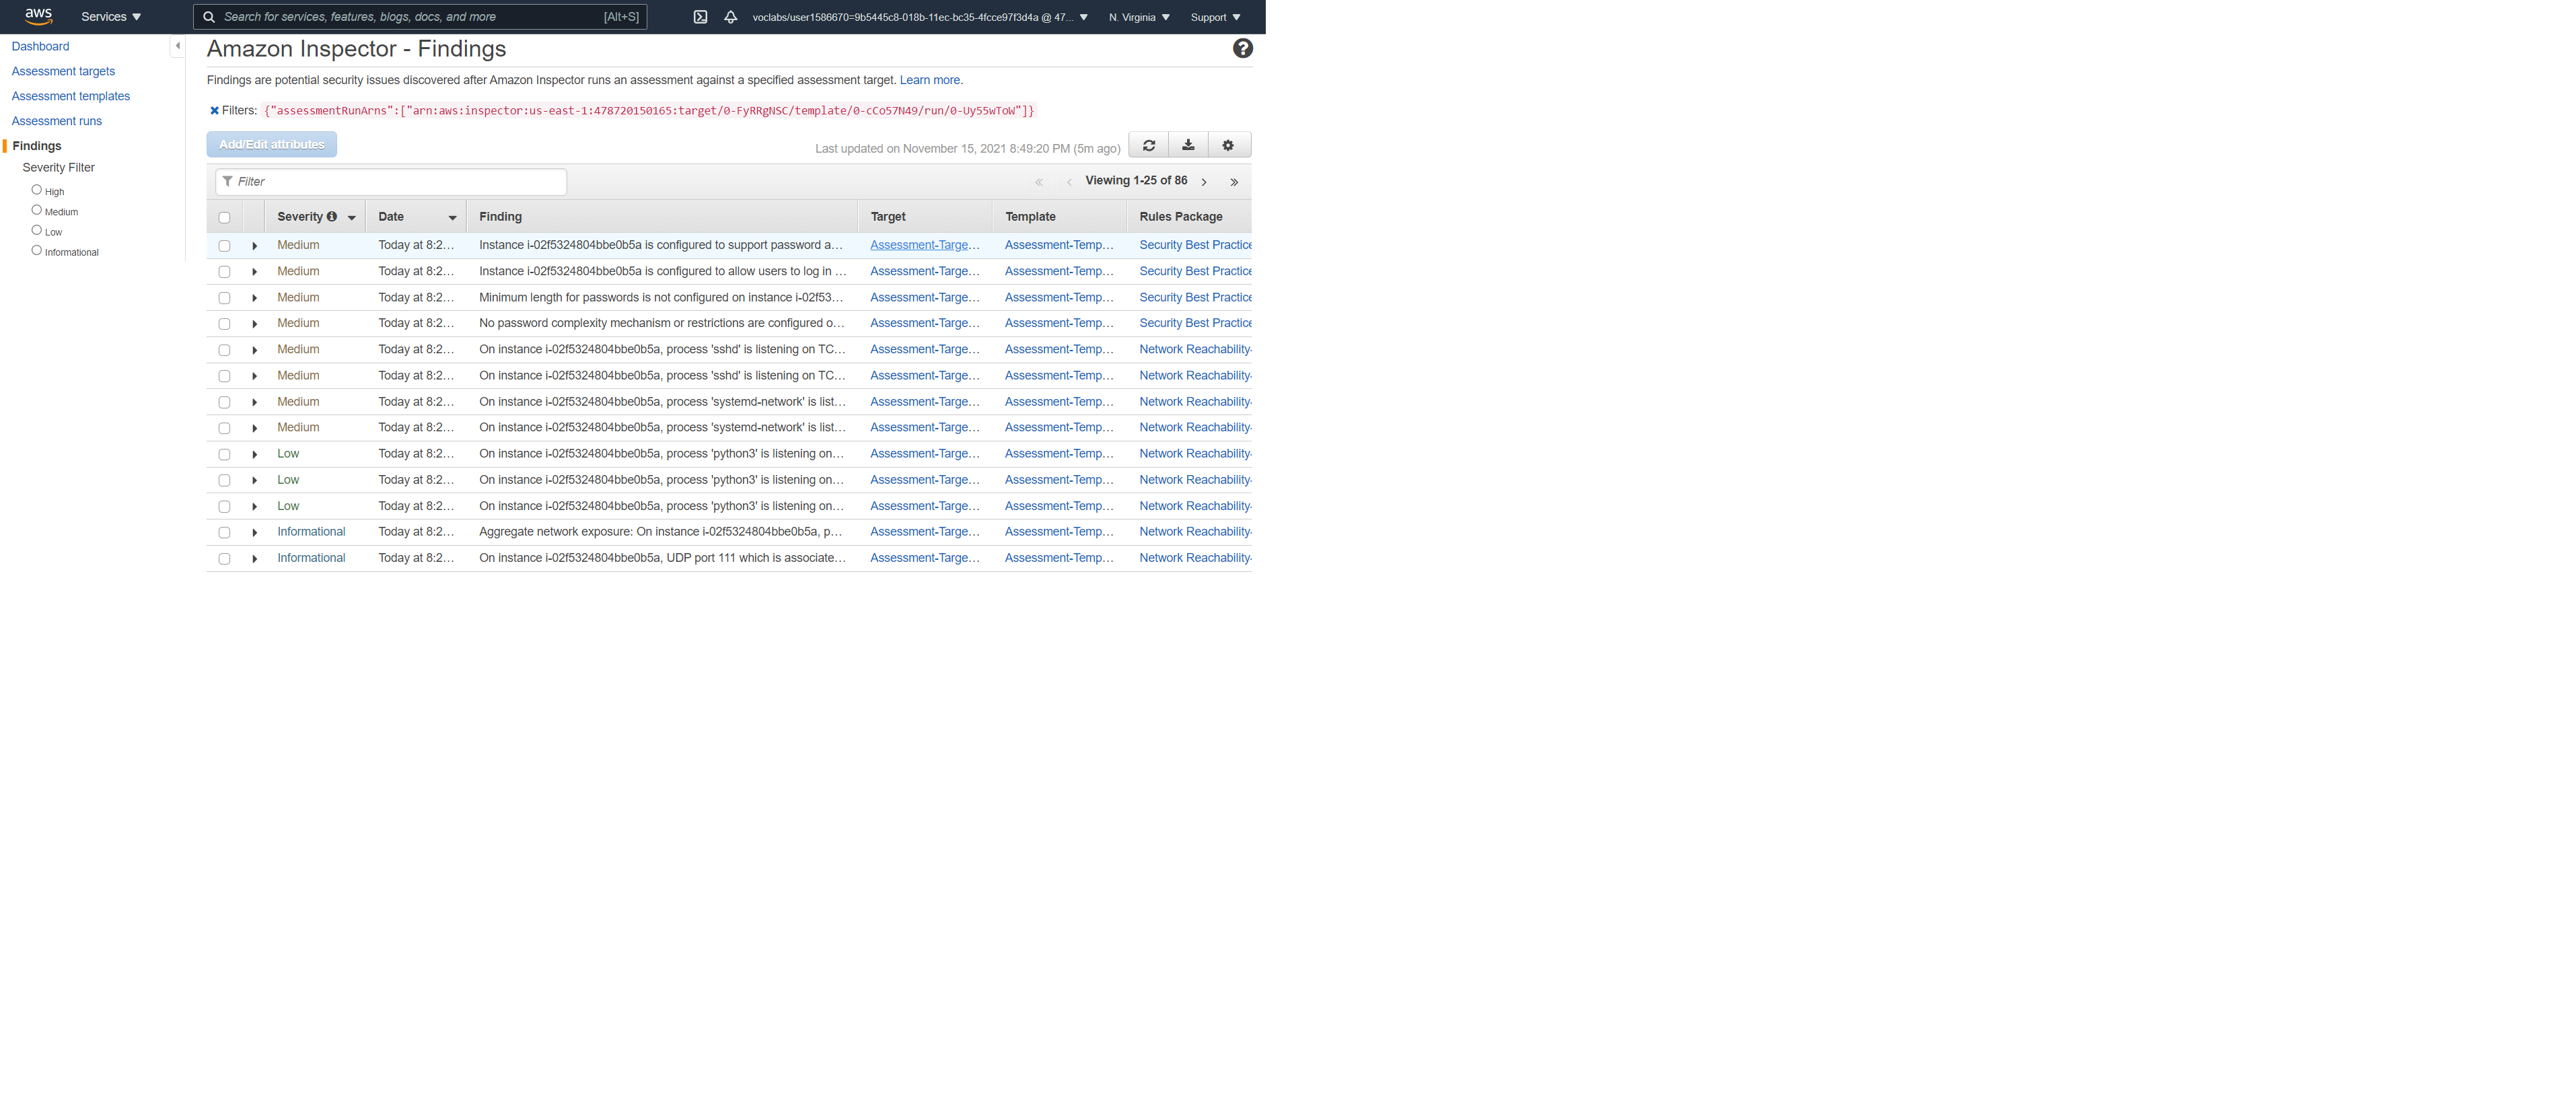 aws Services Search for services, features, blogs, docs, and more [Alt+S] voclabs/user1586670=9b5445c8-018b-11ec-bc35-4fcce97f3d4a @ 47... N. Virginia Support
Dashboard
Assessment targets
Assessment templates
Assessment runs
Findings
Severity Filter
High
Medium
Low
Informational
Amazon Inspector - Findings
Findings are potential security issues discovered after Amazon Inspector runs an assessment against a specified assessment target. Learn more.
Filters: {"assessmentRunArns":["arn:aws:inspector:us-east-1:478720150165:target/0-FyRRgNSC/template/0-cCo57N49/run/0-Uy55wToW"]}
Add/Edit attributes Last updated on November 15, 2021 8:49:20 PM (5m ago)
Filter Viewing 1-25 of 86
Severity Date Finding Target Template Rules Package
Medium Today at 8:2... Instance i-02f5324804bbe0b5a is configured to support password a... Assessment-Targe... Assessment-Temp... Security Best Practice
Medium Today at 8:2... Instance i-02f5324804bbe0b5a is configured to allow users to log in ... Assessment-Targe... Assessment-Temp... Security Best Practice
Medium Today at 8:2... Minimum length for passwords is not configured on instance i-02f53... Assessment-Targe... Assessment-Temp... Security Best Practice
Medium Today at 8:2... No password complexity mechanism or restrictions are configured o... Assessment-Targe... Assessment-Temp... Security Best Practice
Medium Today at 8:2... On instance i-02f5324804bbe0b5a, process 'sshd' is listening on TC... Assessment-Targe... Assessment-Temp... Network Reachability-
Medium Today at 8:2... On instance i-02f5324804bbe0b5a, process 'sshd' is listening on TC... Assessment-Targe... Assessment-Temp... Network Reachability-
Medium Today at 8:2... On instance i-02f5324804bbe0b5a, process 'systemd-network' is list... Assessment-Targe... Assessment-Temp... Network Reachability-
Medium Today at 8:2... On instance i-02f5324804bbe0b5a, process 'systemd-network' is list... Assessment-Targe... Assessment-Temp... Network Reachability-
Low Today at 8:2... On instance i-02f5324804bbe0b5a, process 'python3' is listening on... Assessment-Targe... Assessment-Temp... Network Reachability-
Low Today at 8:2... On instance i-02f5324804bbe0b5a, process 'python3' is listening on... Assessment-Targe... Assessment-Temp... Network Reachability-
Low Today at 8:2... On instance i-02f5324804bbe0b5a, process 'python3' is listening on... Assessment-Targe... Assessment-Temp... Network Reachability-
Informational Today at 8:2... Aggregate network exposure: On instance i-02f5324804bbe0b5a, p... Assessment-Targe... Assessment-Temp... Network Reachability-
Informational Today at 8:2... On instance i-02f5324804bbe0b5a, UDP port 111 which is associate... Assessment-Targe... Assessment-Temp... Network Reachability-